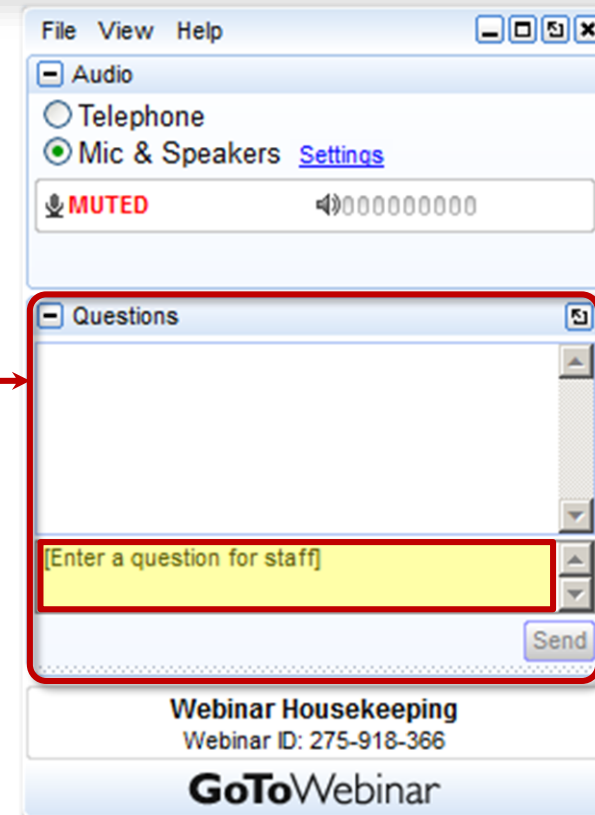 File View Help
Audio
Telephone
Mic & Speakers Settings
MUTED 000000000
Questions
[Enter a question for staff]
Send
Webinar Housekeeping
Webinar ID: 275-918-366
GoToWebinar